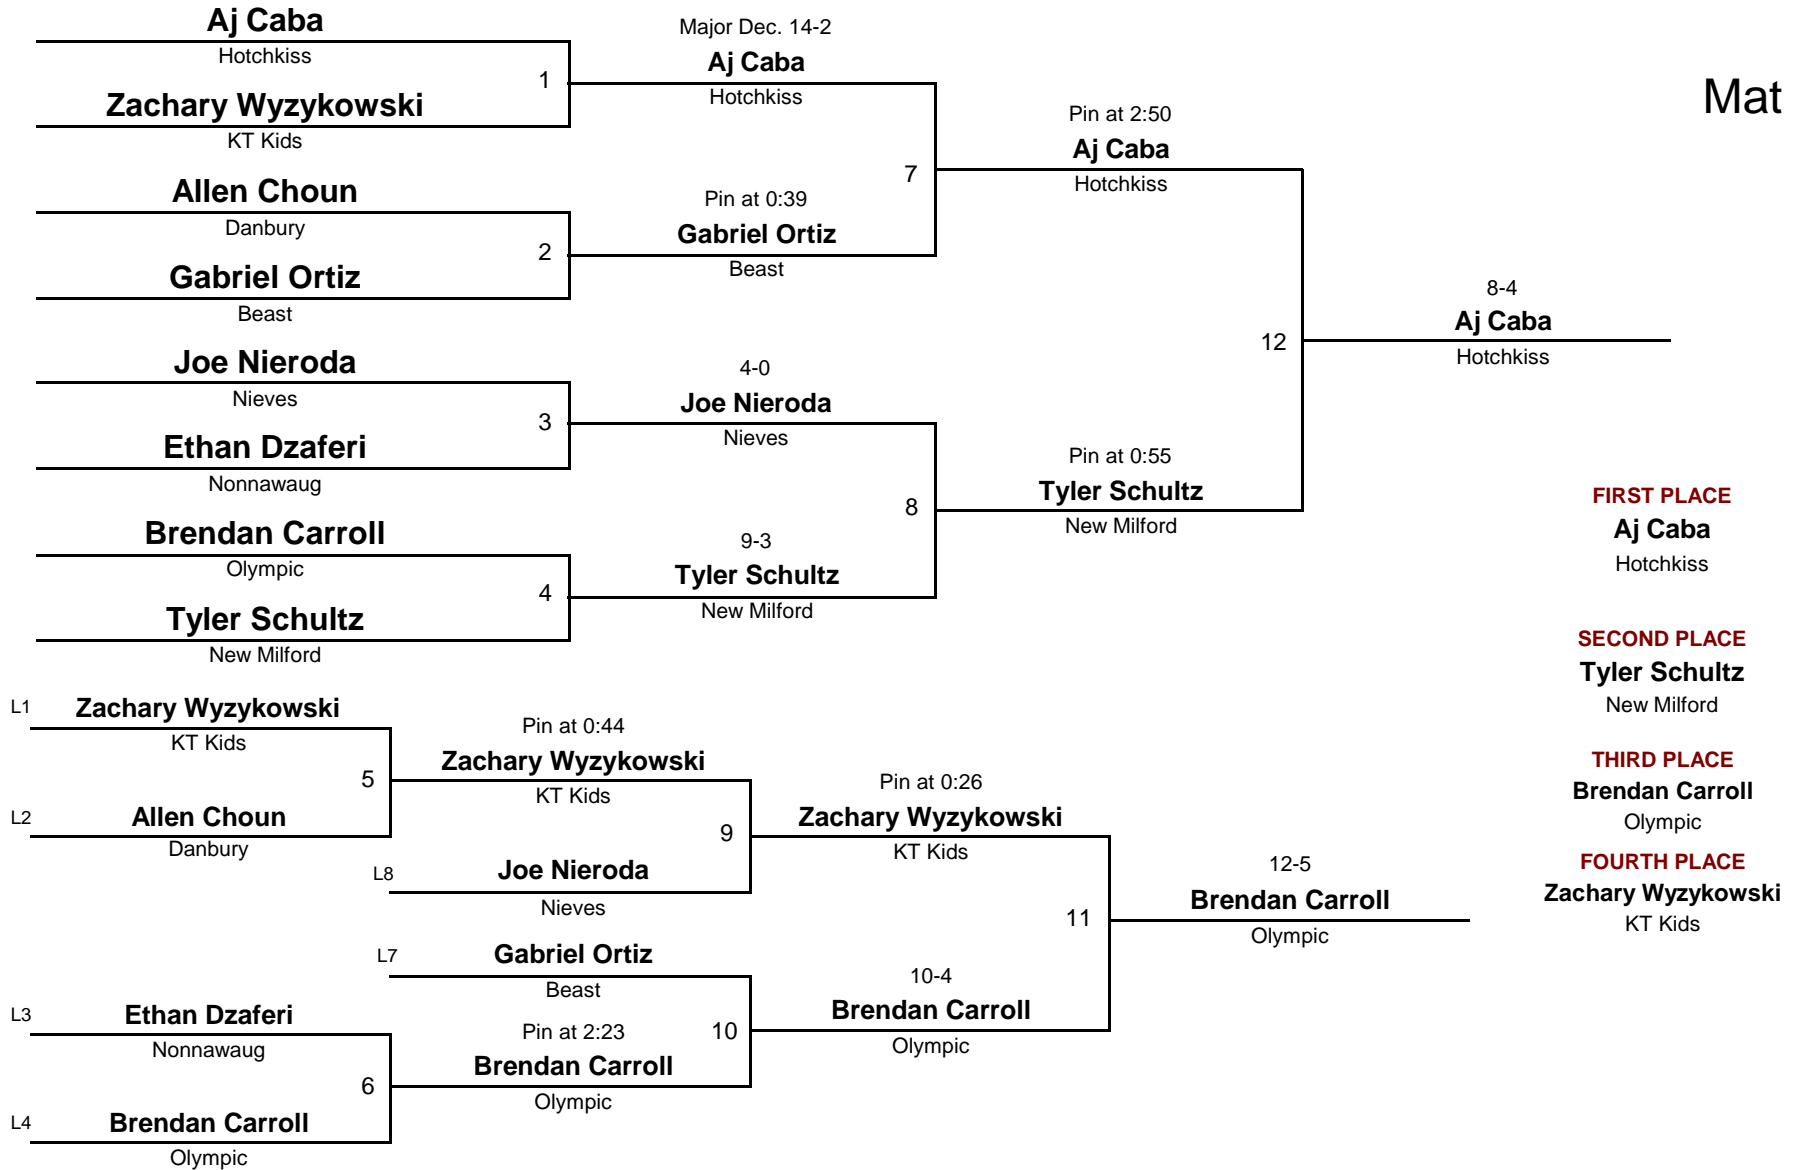 Aj Caba
Hotchkiss
1
Zachary Wyzykowski
KT Kids
Allen Choun
Danbury
2
Gabriel Ortiz
Beast
Joe Nieroda
Nieves
3
Ethan Dzaferi
Nonnawaug
Brendan Carroll
Olympic
4
Tyler Schultz
New Milford
Major Dec. 14-2
Aj Caba
Hotchkiss
7
Pin at 0:39
Gabriel Ortiz
Beast
4-0
Joe Nieroda
Nieves
8
9-3
Tyler Schultz
New Milford
Pin at 2:50
Aj Caba
Hotchkiss
12
Pin at 0:55
Tyler Schultz
New Milford
8-4
Aj Caba
Hotchkiss
Mat
FIRST PLACE
Aj Caba
Hotchkiss
SECOND PLACE
Tyler Schultz
New Milford
THIRD PLACE
Brendan Carroll
Olympic
FOURTH PLACE
Zachary Wyzykowski
KT Kids
L1
Zachary Wyzykowski
KT Kids
5
L2
Allen Choun
Danbury
L3
Ethan Dzaferi
Nonnawaug
6
L4
Brendan Carroll
Olympic
Pin at 0:44
Zachary Wyzykowski
KT Kids
9
L8
Joe Nieroda
Nieves
L7
Gabriel Ortiz
Beast
10
Pin at 2:23
Brendan Carroll
Olympic
Pin at 0:26
Zachary Wyzykowski
KT Kids
11
10-4
Brendan Carroll
Olympic
12-5
Brendan Carroll
Olympic